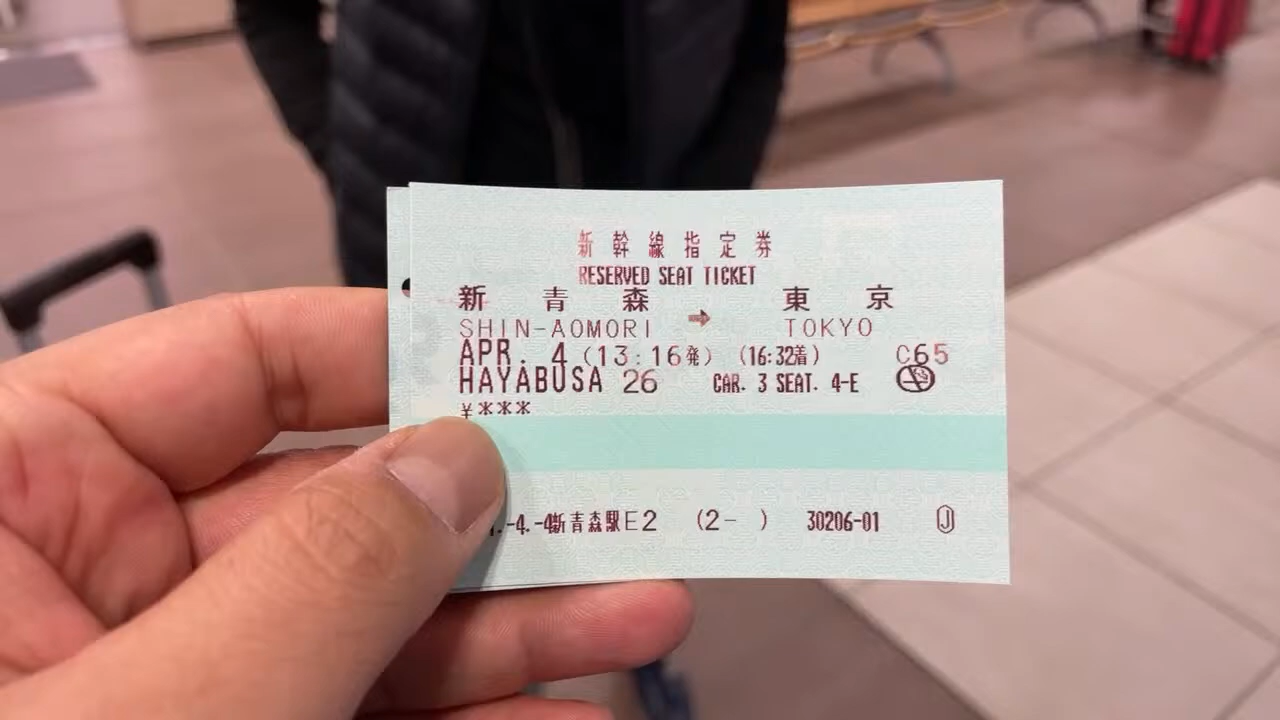 新幹線指定券
RESERVED SEAT TICKET
新青森 → 東京
SHIN-AOMORI TOKYO
APR. 4 (13:16発) (16:32着) C65
HAYABUSA 26 CAR. 3 SEAT. 4-E
¥***
.-4.-4新青森駅E2 (2- ) 30206-01 Ⓙ